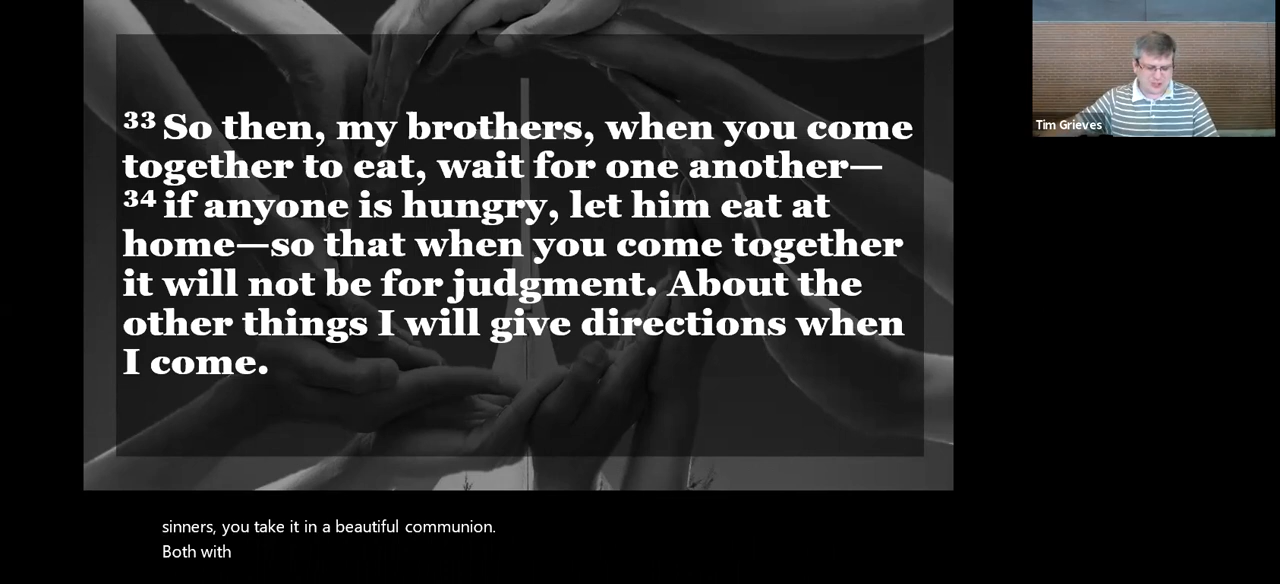 33 So then, my brothers, when you come
together to eat, wait for one another—
34 if anyone is hungry, let him eat at
home—so that when you come together
it will not be for judgment. About the
other things I will give directions when
I come.
Tim Grieves
sinners, you take it in a beautiful communion.
Both with